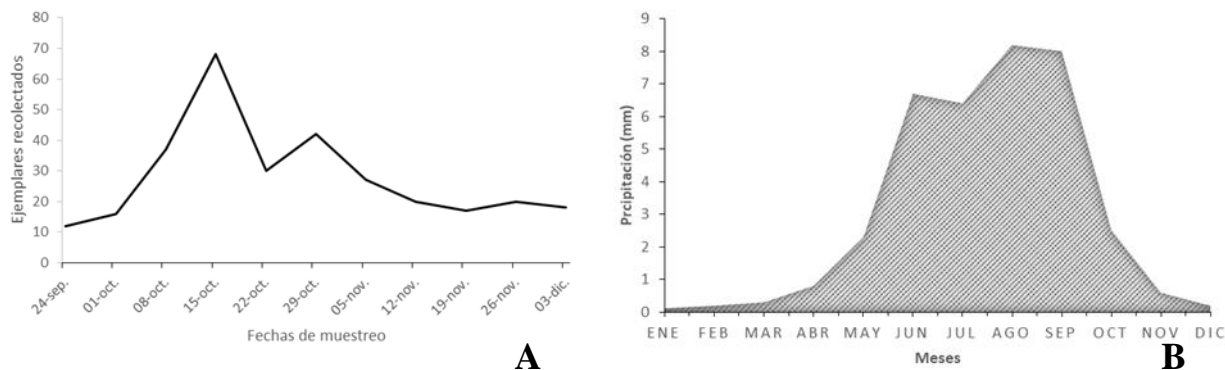 80
70
60
50
40
30
20
10
0
Ejemplares recolectados
24-sep.
01-oct.
08-oct.
15-oct.
22-oct.
29-oct.
05-nov.
12-nov.
19-nov.
26-nov.
03-dic.
Fechas de muestreo
A
9
8
7
6
5
4
3
2
1
0
Prcipitación (mm)
ENE FEB MAR ABR MAY JUN JUL AGO SEP OCT NOV DIC
Meses
B